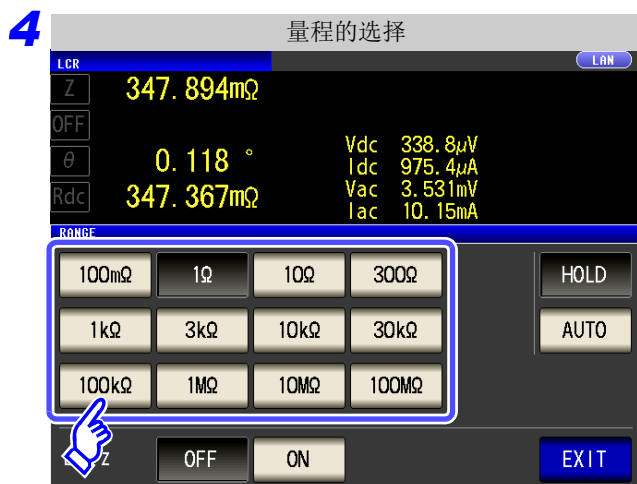 4
量程的选择
LCR
LAN
Z 347.894mΩ
OFF
θ 0.118 °
Rdc 347.367mΩ
Vdc 338.8μV
Idc 975.4μA
Vac 3.531mV
Iac 10.15mA
RANGE
100mΩ 1Ω 10Ω 300Ω HOLD
1kΩ 3kΩ 10kΩ 30kΩ AUTO
100kΩ 1MΩ 10MΩ 100MΩ
Z OFF ON EXIT